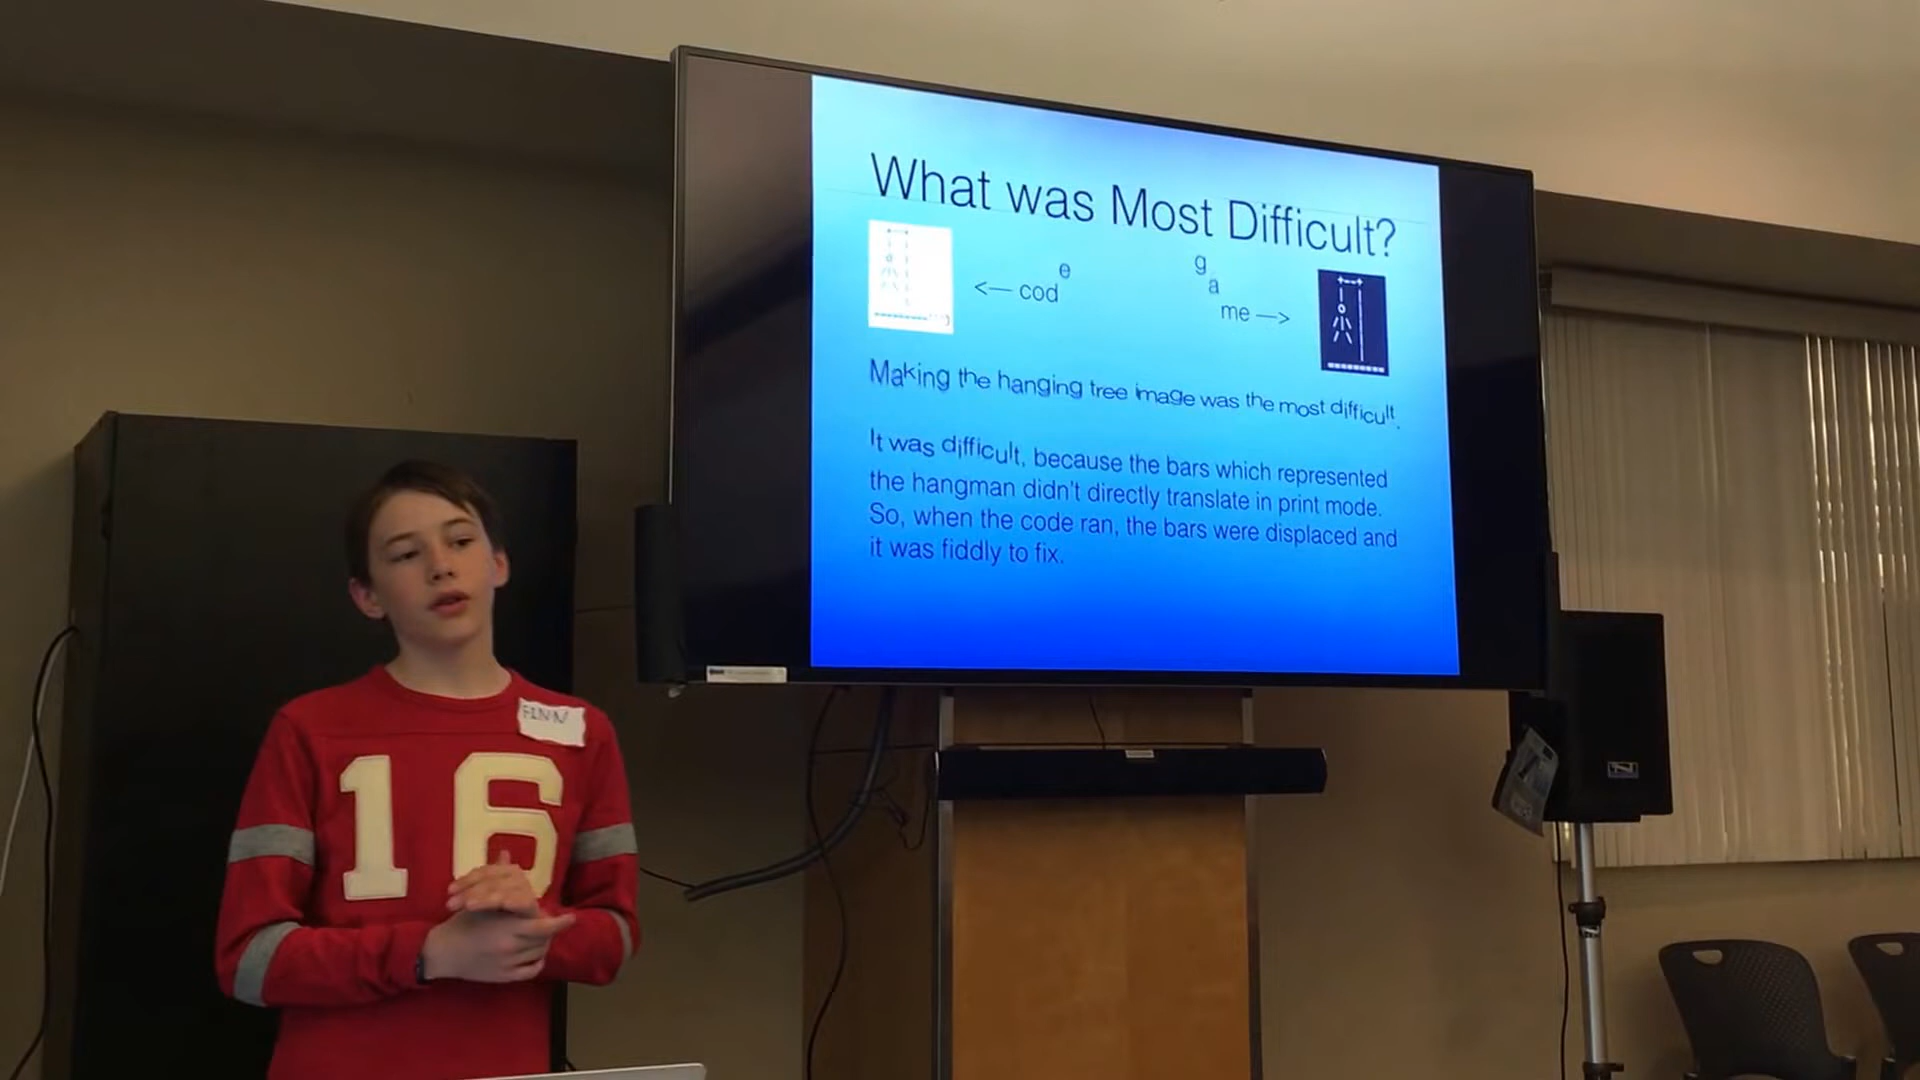 What was Most Difficult?
<— code
game —>
Making the hanging tree image was the most difficult.
It was difficult, because the bars which represented
the hangman didn't directly translate in print mode.
So, when the code ran, the bars were displaced and
it was fiddly to fix.
FINN
16